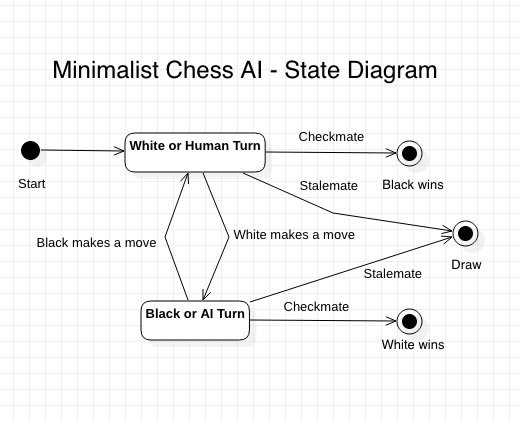 Minimalist Chess AI - State Diagram
Checkmate
White or Human Turn
Start
Stalemate
Black wins
Black makes a move
White makes a move
Draw
Stalemate
Checkmate
Black or AI Turn
White wins